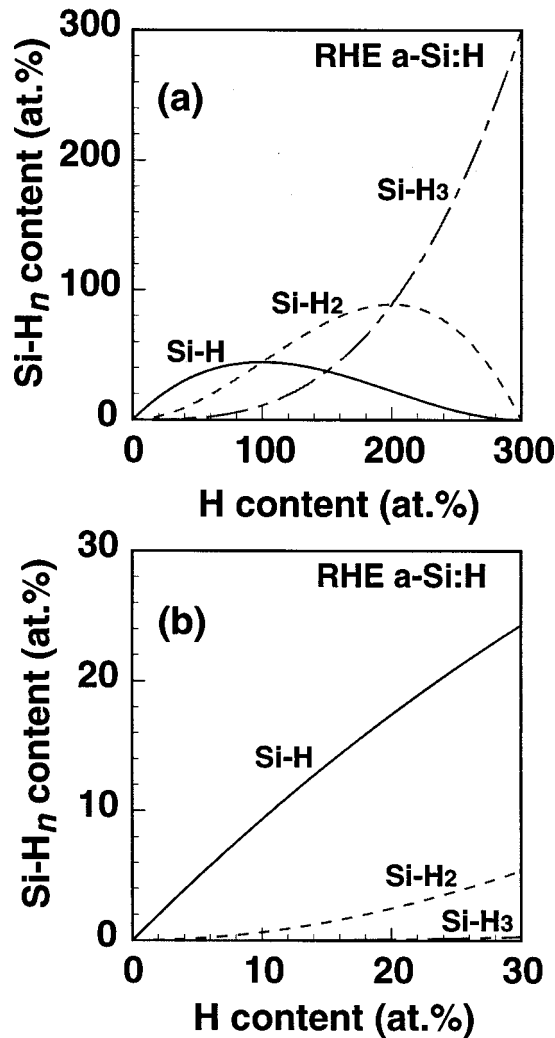 300
RHE a-Si:H
(a)
200
Si-H3
100
Si-H2
Si-H
0
0 100 200 300
Si-Hn content (at.%)
H content (at.%)
30
RHE a-Si:H
(b)
20
Si-H
10
Si-H2
Si-H3
0
0 10 20 30
Si-Hn content (at.%)
H content (at.%)